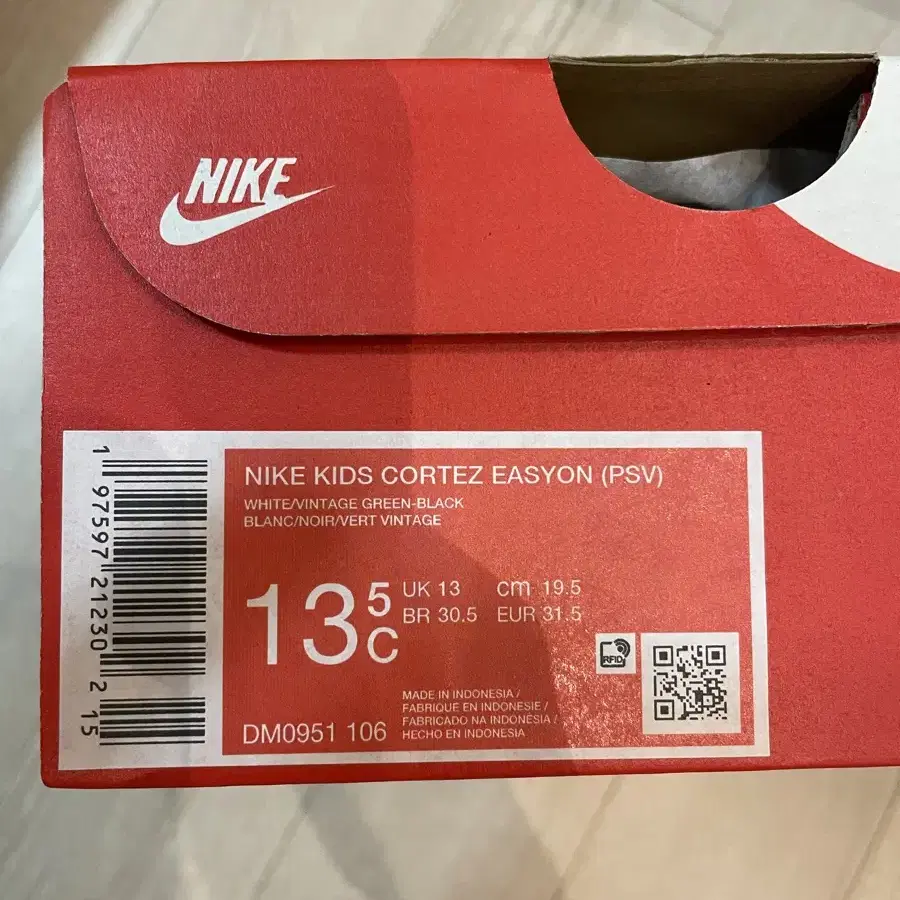 NIKE
NIKE KIDS CORTEZ EASYON (PSV)
WHITE/VINTAGE GREEN-BLACK
BLANC/NOIR/VERT VINTAGE
13 5C
UK 13 cm 19.5
BR 30.5 EUR 31.5
RFID
MADE IN INDONESIA /
FABRIQUE EN INDONESIE /
FABRICADO NA INDONESIA /
HECHO EN INDONESIA
DM0951 106
1 97597 21230 2 15